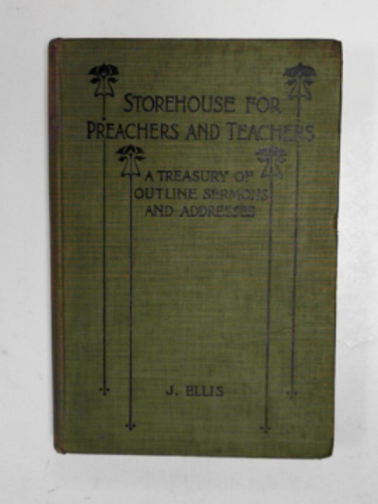 STOREHOUSE FOR
PREACHERS AND TEACHERS
A TREASURY OF
OUTLINE SERMONS
AND ADDRESSES
J. ELLIS